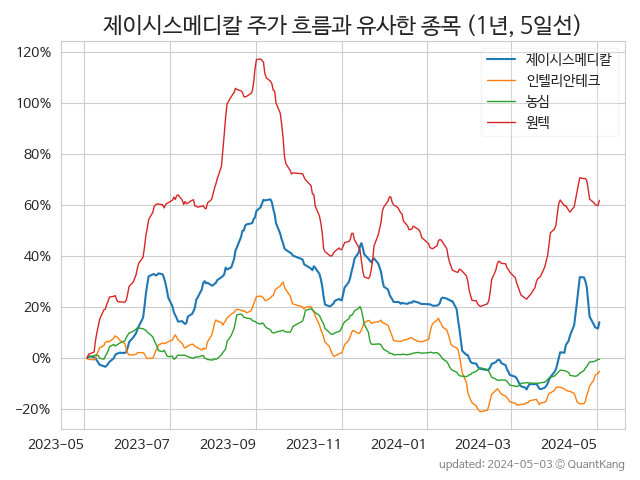 제이시스메디칼 주가 흐름과 유사한 종목 (1년, 5일선)
제이시스메디칼
인텔리안테크
농심
원텍
120%
100%
80%
60%
40%
20%
0%
−20%
2023-05 2023-07 2023-09 2023-11 2024-01 2024-03 2024-05
updated: 2024-05-03 © QuantKang